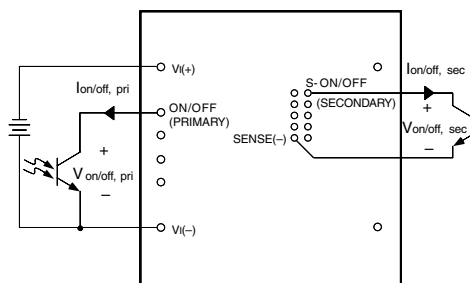 VI(+)
S- ON/OFF
Ion/off, sec
Ion/off, pri
ON/OFF
(PRIMARY)
(SECONDARY)
+
+
SENSE(–)
Von/off, sec
Von/off, pri
–
–
VI(–)